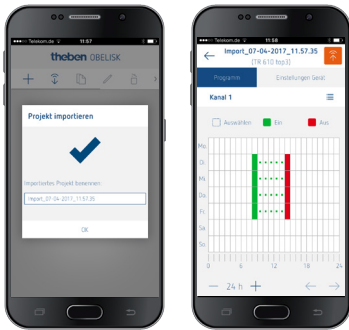 Telekom.de
11:57
theben OBELISK
Projekt importieren
Importiertes Projekt benennen:
Import_07-04-2017_11.57.35
OK
Telekom.de
11:58
Import_07-04-2017_11.57.35
[TR 610 top3]
Programm
Einstellungen Gerät
Kanal 1
Auswählen
Ein
Aus
Mo.
Di.
Mi.
Do.
Fr.
Sa.
So.
0 6 12 18 24
24 h